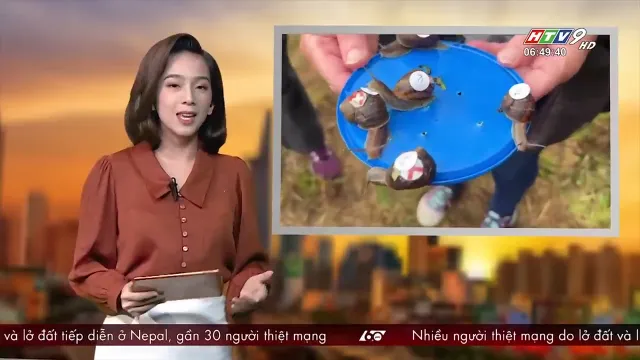 HTV9 HD
06:49:40
và lở đất tiếp diễn ở Nepal, gần 30 người thiệt mạng 60 Nhiều người thiệt mạng do lở đất và l